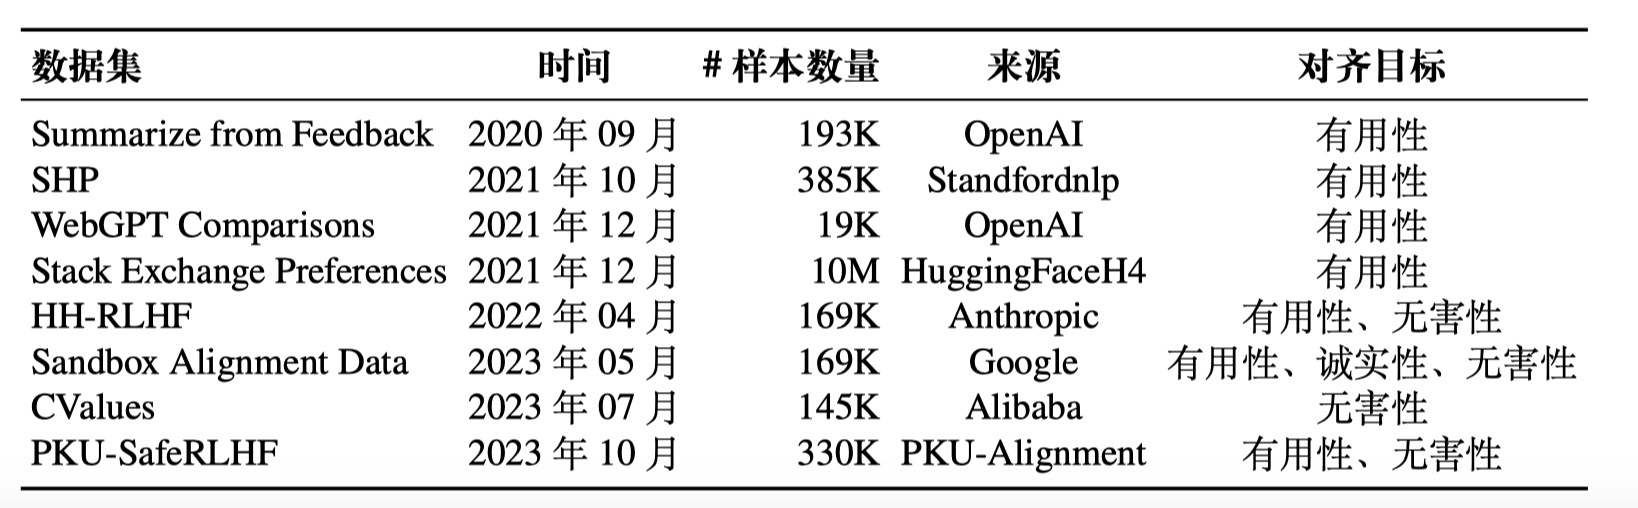 数据集 时间 # 样本数量 来源 对齐目标
Summarize from Feedback 2020 年 09 月 193K OpenAI 有用性
SHP 2021 年 10 月 385K Standfordnlp 有用性
WebGPT Comparisons 2021 年 12 月 19K OpenAI 有用性
Stack Exchange Preferences 2021 年 12 月 10M HuggingFaceH4 有用性
HH-RLHF 2022 年 04 月 169K Anthropic 有用性、无害性
Sandbox Alignment Data 2023 年 05 月 169K Google 有用性、诚实性、无害性
CValues 2023 年 07 月 145K Alibaba 无害性
PKU-SafeRLHF 2023 年 10 月 330K PKU-Alignment 有用性、无害性